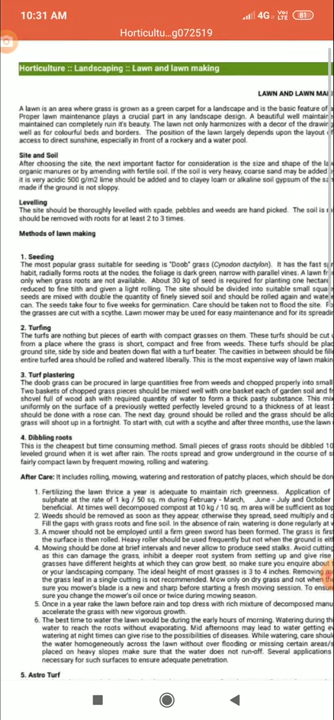 10:31 AM 4G VoLTE 81
Horticultu...g072519
Horticulture :: Landscaping :: Lawn and lawn making
LAWN AND LAWN MA
A lawn is an area where grass is grown as a green carpet for a landscape and is the basic feature of a
Proper lawn maintenance plays a crucial part in any landscape design. A beautiful well maintain
maintained can completely ruin it's beauty. The lawn not only harmonizes with a decor of the drawin
well as for colourful beds and borders. The position of the lawn largely depends upon the layout
access to direct sunshine, especially in front of a rockery and a water pool.
Site and Soil
After choosing the site, the next important factor for consideration is the size and shape of the la
organic manures or by amending with fertile soil. If the soil is very heavy, coarse sand may be added
it is very acidic 500 g/m2 lime should be added and to clayey loam or alkaline soil gypsum of the sa
made if the ground is not sloppy.
Levelling
The site should be thoroughly levelled with spade, pebbles and weeds are hand picked. The soil is
should be removed with roots for at least 2 to 3 times.
Methods of lawn making
1. Seeding
The most popular grass suitable for seeding is "Doob" grass (Cynodon dactylon). It has the fast s
habit, radially forms roots at the nodes, the foliage is dark green, narrow with parallel vines. A lawn fr
only when grass roots are not available. About 30 kg of seed is required for planting one hectar
reduced to fine tilth and given a light rolling. The site should be divided into suitable small squa
seeds are mixed with double the quantity of finely sieved soil and should be rolled again and wate
can. The seeds take four to five weeks for germination. Care should be taken not to flood the site.
the grasses are cut with a scythe. Lawn mower may be used for easy maintenance and for its spreadin
2. Turfing
The turfs are nothing but pieces of earth with compact grasses on them. These turfs should be cut
from a place where the grass is short, compact and free from weeds. These turfs should be plac
ground site, side by side and beaten down flat with a turf beater. The cavities in between should be fill
entire turfed area should be rolled and watered liberally. This is the most expensive way of lawn makin
3. Turf plastering
The doob grass can be procured in large quantities free from weeds and chopped properly into small
Two baskets of chopped grass pieces should be mixed well with one basket each of garden soil and
shovel full of wood ash with required quantity of water to form a thick pasty substance. This mi
uniformly on the surface of a previously wetted perfectly leveled ground to a thickness of at least
should be done with a rose can. The next day, ground should be rolled and the grass should be allo
grass will shoot up in a fortnight. To start with, cut with a scythe and after three months, use the lawn
4. Dibbling roots
This is the cheapest but time consuming method. Small pieces of grass roots should be dibbled 10
leveled ground when it is wet after rain. The roots spread and grow underground in the course of
fairly compact lawn by frequent mowing, rolling and watering.
After Care: It includes rolling, mowing, watering and restoration of patchy places, which should be don
1. Fertilizing the lawn thrice a year is adequate to maintain rich greenness. Application of
sulphate at the rate of 1 kg / 50 sq. m during February - March, June - July and October
beneficial. At times well decomposed compost at 10 kg / 10 sq. m area will be sufficient as top
2. Weeds should be removed as soon as they appear, otherwise they spread, seed multiply and
Fill the gaps with grass roots and fine soil. In the absence of rain, watering is done regularly at
3. A mower should not be employed until a firm green sward has been formed. The grass is first
the surface is then rolled. Heavy roller should be used frequently but not when the ground is wet
4. Mowing should be done at brief intervals and never allow to produce seed stalks. Avoid cutting
as this can damage the grass, inhibit a deeper root system from setting up and give rise
grasses have different heights at which they can grow best, so make sure you enquire about
or your landscaping company. The ideal height of most grasses is 3 to 4 inches. Removing
the grass leaf in a single cutting is not recommended. Mow only on dry grass and not when the
sure you mower's blade is new and sharp before starting a fresh mowing session. To ensure
sure you change the mower's oil once or twice during mowing season.
5. Once in a year rake the lawn before rain and top dress with rich mixture of decomposed manu
accelerate the grass with new vigorous growth.
6. The best time to water the lawn would be during the early hours of morning. Watering during the
water to reach the roots without evaporating. Mid afternoons may lead to water getting ev
watering at night times can give rise to the possibilities of diseases. While watering, care shoul
the water homogeneously across the lawn without over flooding or missing certain areas/s
placed on heavy slopes make sure that the water does not run-off. Several applications
necessary for such surfaces to ensure adequate penetration.
5. Astro Turf